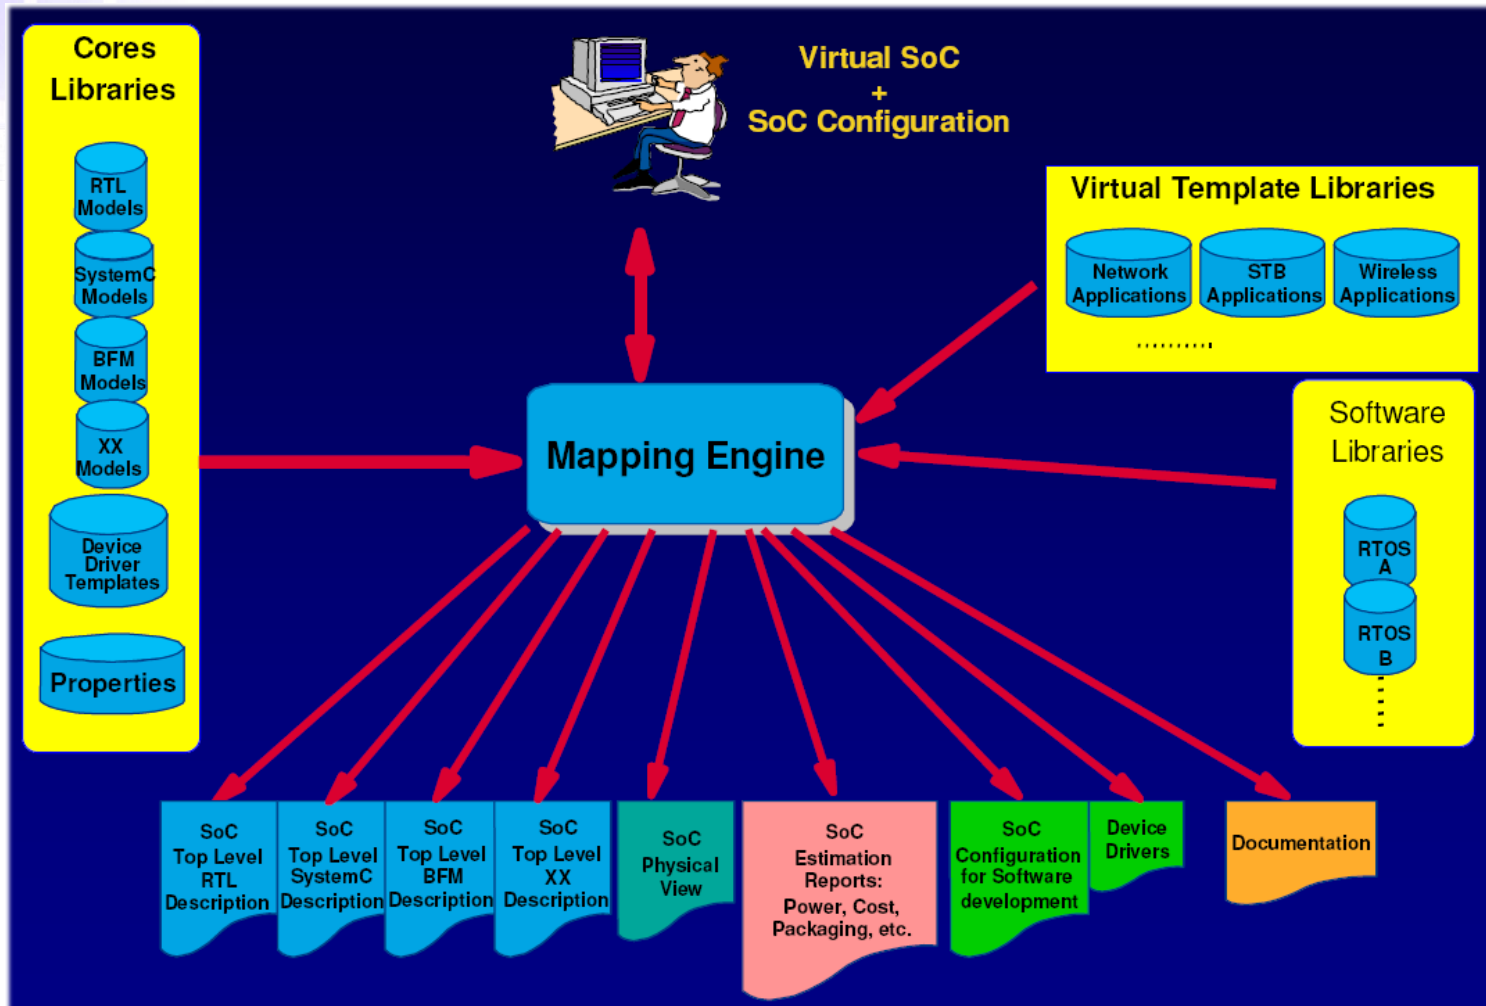 Cores
Libraries
RTL
Models
SystemC
Models
BFM
Models
XX
Models
Device
Driver
Templates
Properties
Virtual SoC
+
SoC Configuration
Virtual Template Libraries
Network
Applications
STB
Applications
Wireless
Applications
..........
Software
Libraries
RTOS
A
RTOS
B
Mapping Engine
SoC
Top Level
RTL
Description
SoC
Top Level
SystemC
Description
SoC
Top Level
BFM
Description
SoC
Top Level
XX
Description
SoC
Physical
View
SoC
Estimation
Reports:
Power, Cost,
Packaging, etc.
SoC
Configuration
for Software
development
Device
Drivers
Documentation